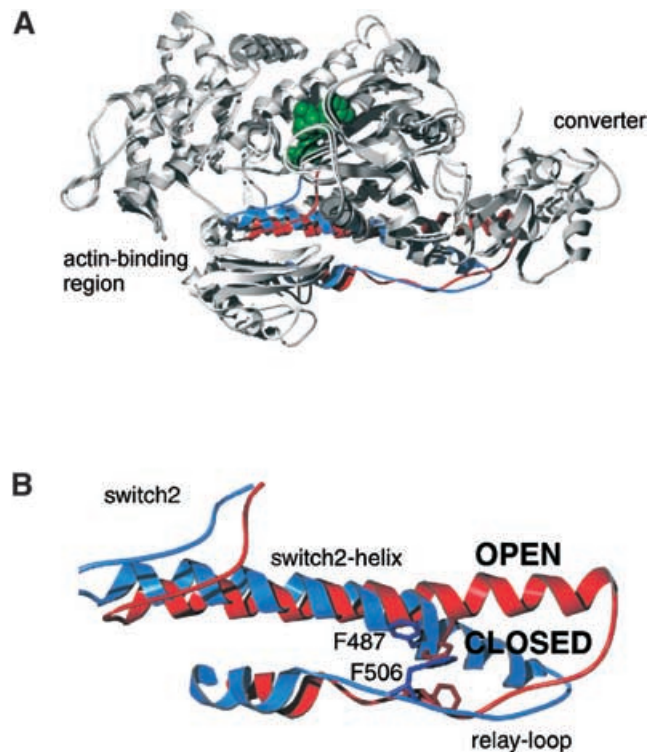 A
converter
actin-binding
region
B
switch2
switch2-helix
OPEN
F487
CLOSED
F506
relay-loop